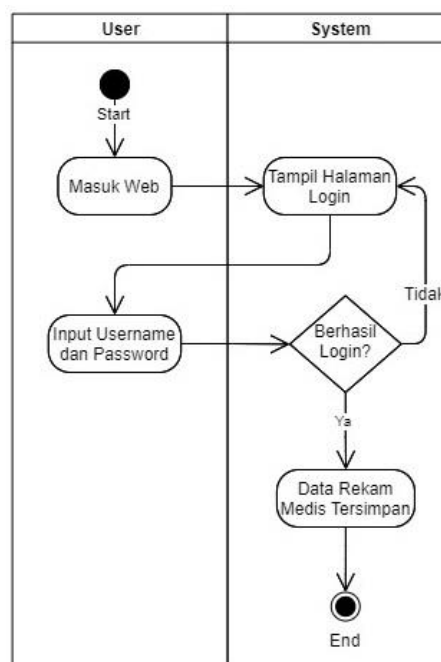 User
System
Start
Masuk Web
Tampil Halaman
Login
Input Username
dan Password
Berhasil
Login?
Tidak
Ya
Data Rekam
Medis Tersimpan
End